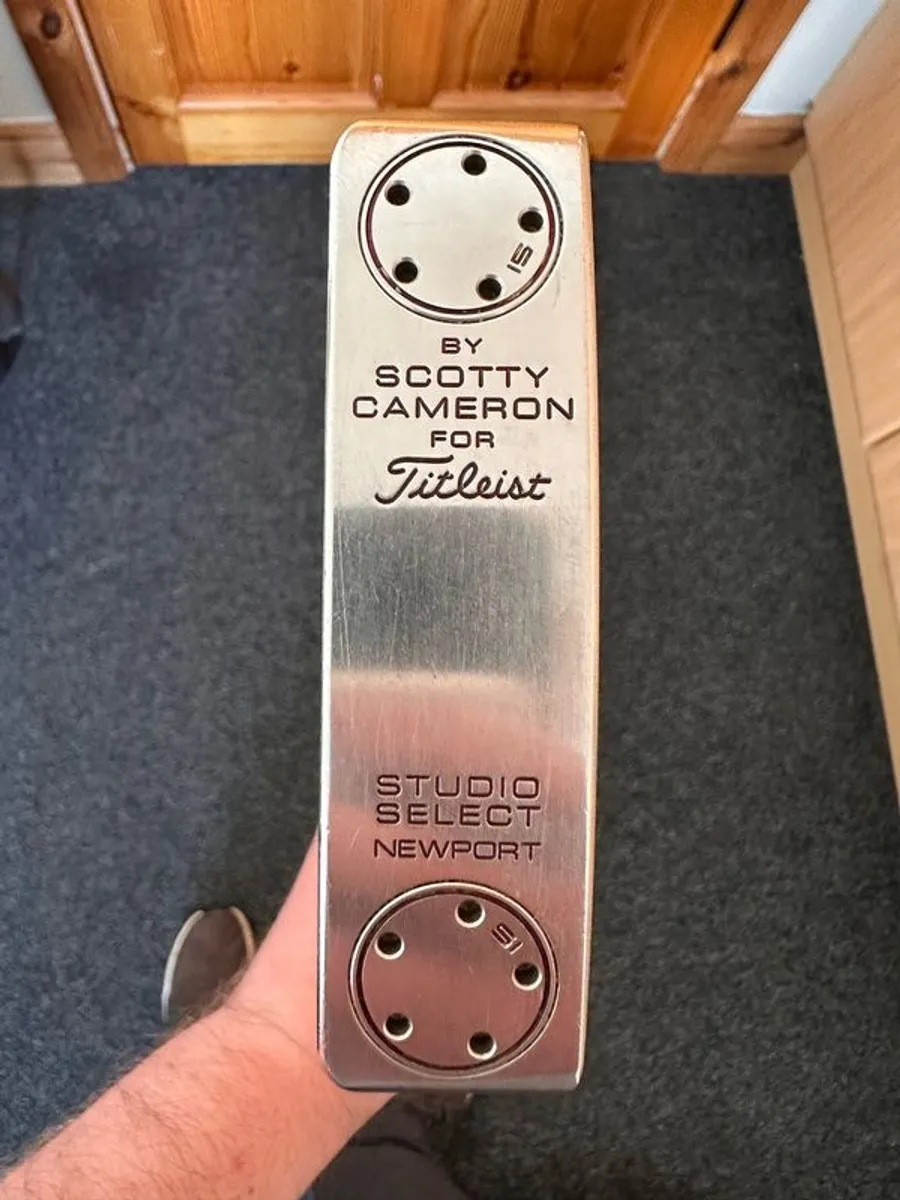 15
BY
SCOTTY
CAMERON
FOR
Titleist
STUDIO
SELECT
NEWPORT
15